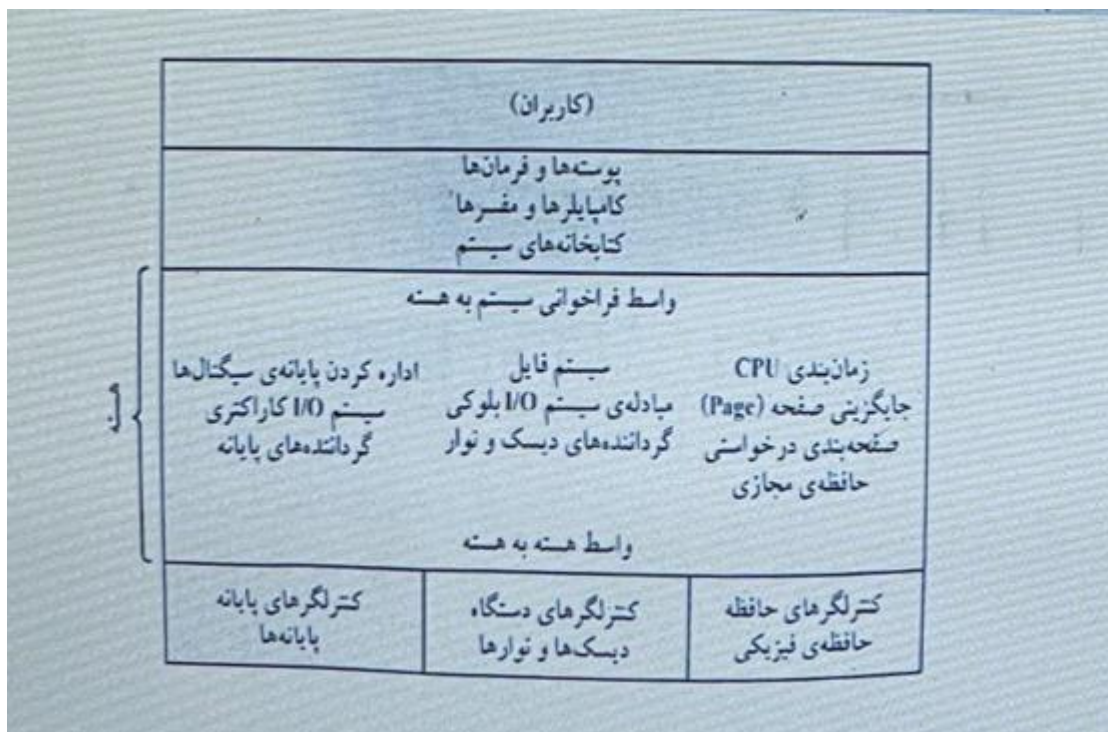 (کاربران)
پوسته‌ها و فرمان‌ها
کامپایلرها و مفسرها
کتابخانه‌های سیستم
واسط فراخوانی سیستم به هسته
زمان‌بندی CPU
جایگزینی صفحه (Page)
صفحه‌بندی درخواستی
حافظه‌ی مجازی
سیستم فایل
مبادله‌ی سیستم I/O بلوکی
گرداننده‌های دیسک و نوار
اداره کردن پایانه‌ی سیگنال‌ها
سیستم I/O کاراکتری
گرداننده‌های پایانه
هسته
واسط هسته به هسته
کنترلگرهای حافظه
حافظه‌ی فیزیکی
کنترلگرهای دستگاه
دیسک‌ها و نوارها
کنترلگرهای پایانه
پایانه‌ها